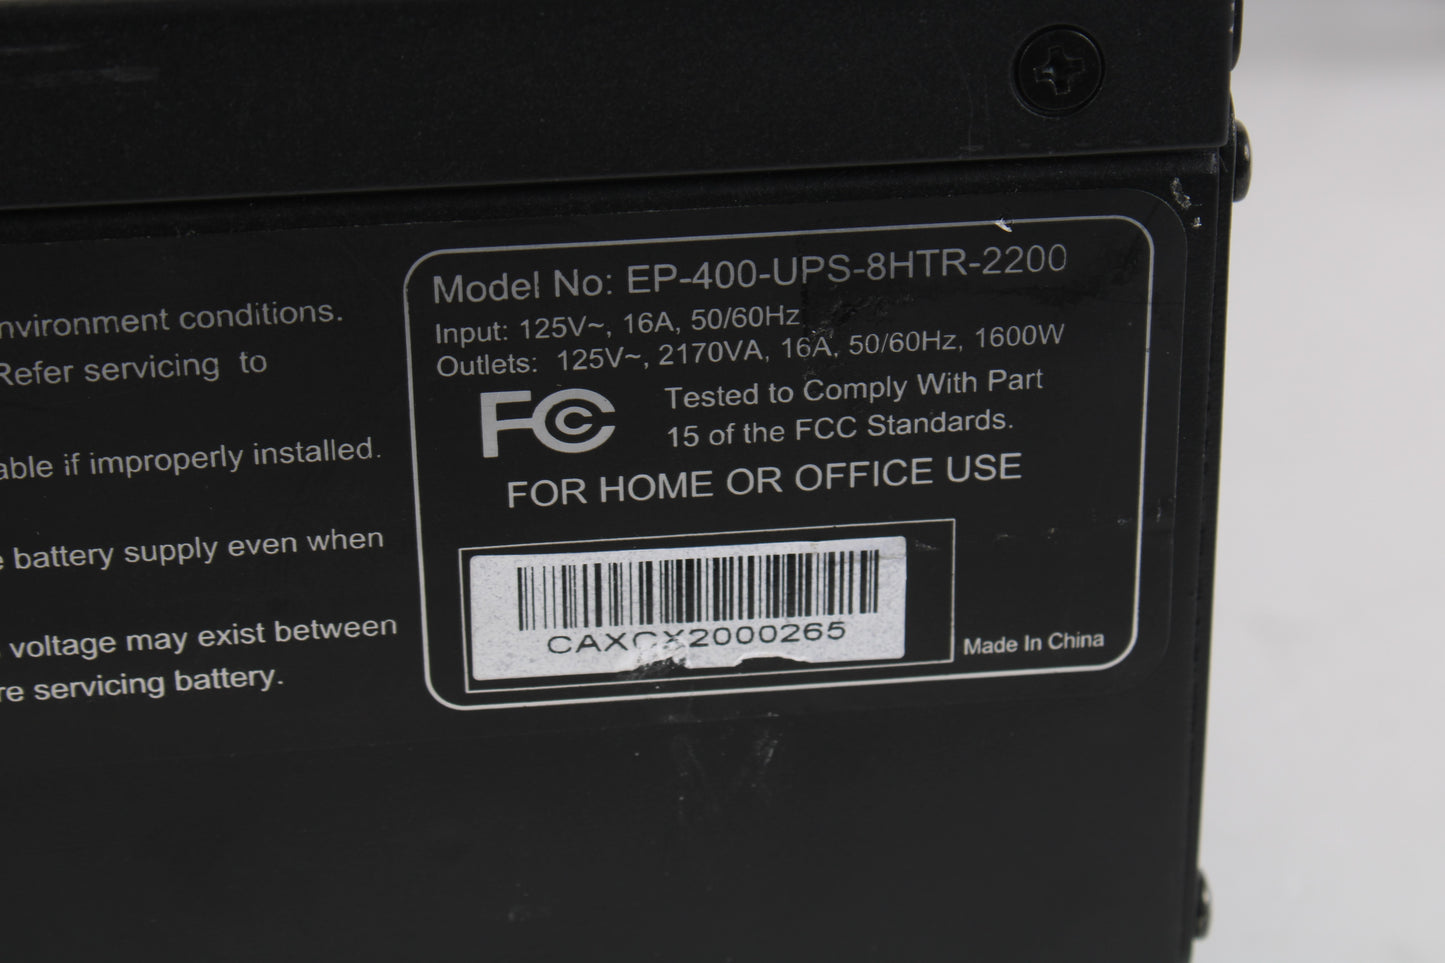 nvironment conditions.
Refer servicing to
able if improperly installed.
e battery supply even when
voltage may exist between
re servicing battery.
Model No: EP-400-UPS-8HTR-2200
Input: 125V~, 16A, 50/60Hz
Outlets: 125V~, 2170VA, 16A, 50/60Hz, 1600W
FC
Tested to Comply With Part
15 of the FCC Standards.
FOR HOME OR OFFICE USE
CAXCX2000265
Made In China